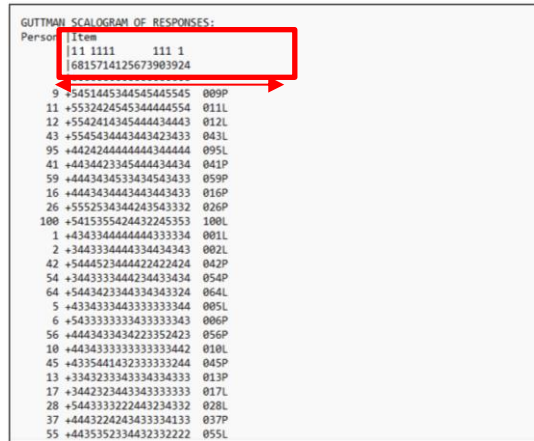 GUTTMAN SCALOGRAM OF RESPONSES:
Person |Item
|11 1111 111 1
|6815714125673903924
9 +5451445344545445545 009P
11 +5532424545344444554 011L
12 +5542414345444434443 012L
43 +5545434443443423433 043L
95 +4424244444444344444 095L
41 +4434423345444434434 041P
59 +4443434533434543433 059P
16 +4443434443443443433 016P
26 +5552534344243543332 026P
100 +5415355424432245353 100L
1 +4343344444444333334 001L
2 +3443334444334434343 002L
42 +5444523444422422424 042P
54 +3443333444234433434 054P
64 +5443423344334343324 064L
5 +4334333443333333344 005L
6 +5433333333433333343 006P
56 +4443433434223352423 056P
10 +4434333333333333442 010L
45 +4335441432333333244 045P
13 +3343233343334334333 013P
17 +3442323443343333333 017L
28 +5443333222443234332 028L
37 +4443224243433334133 037P
55 +4435352334432332222 055L